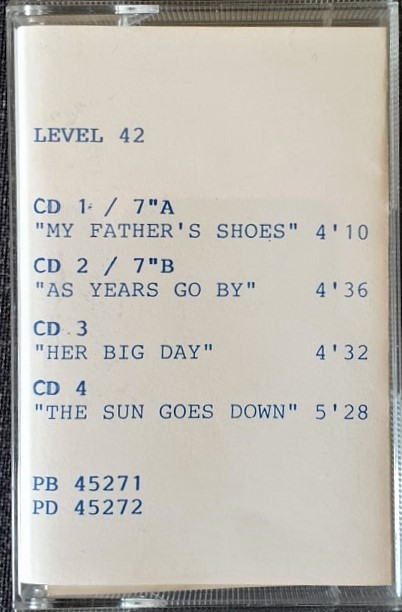 LEVEL 42
CD 1 / 7"A
"MY FATHER'S SHOES" 4'10
CD 2 / 7"B
"AS YEARS GO BY" 4'36
CD 3
"HER BIG DAY" 4'32
CD 4
"THE SUN GOES DOWN" 5'28
PB 45271
PD 45272